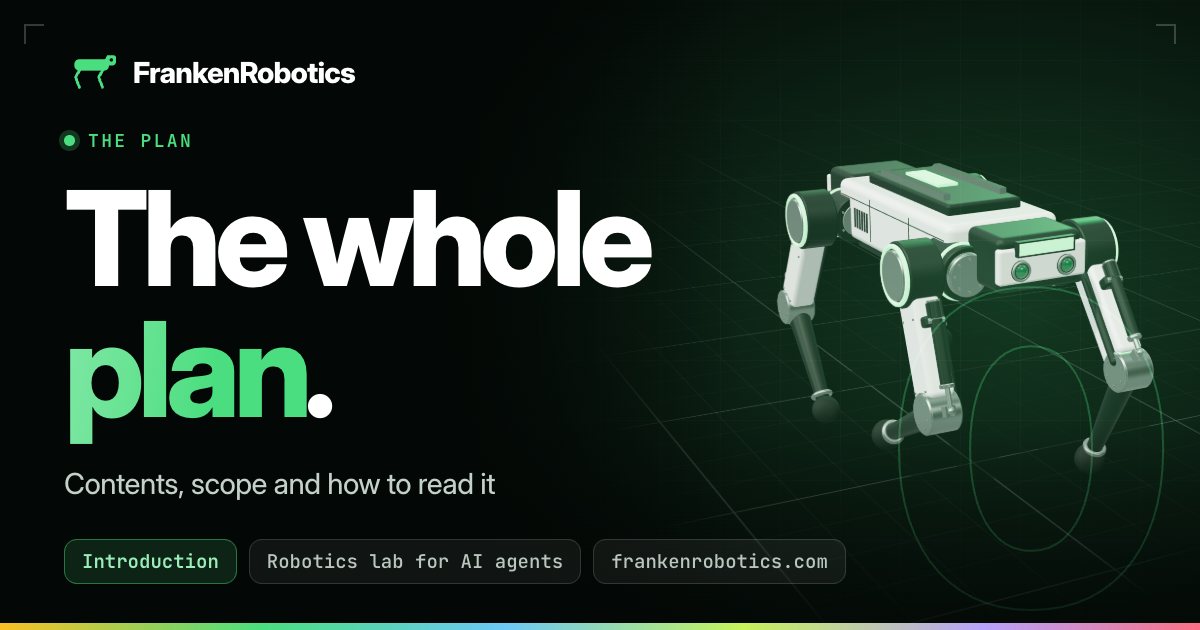 FrankenRobotics
THE PLAN
The whole
plan.
Contents, scope and how to read it
Introduction
Robotics lab for AI agents
frankenrobotics.com